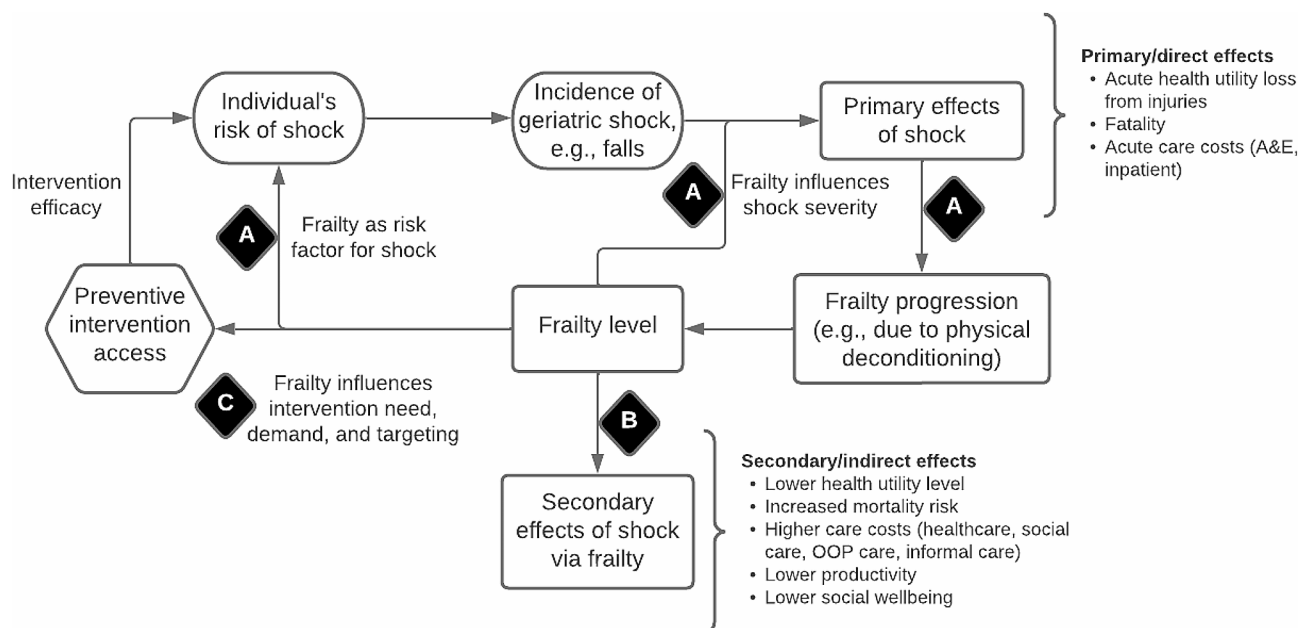 Individual's
risk of shock
Incidence of
geriatric shock,
e.g., falls
Primary effects
of shock
Primary/direct effects
• Acute health utility loss
from injuries
• Fatality
• Acute care costs (A&E,
inpatient)
Intervention
efficacy
A
Frailty as risk
factor for shock
A
Frailty influences
shock severity
A
Preventive
intervention
access
Frailty level
Frailty progression
(e.g., due to physical
deconditioning)
C
Frailty influences
intervention need,
demand, and targeting
B
Secondary
effects of shock
via frailty
Secondary/indirect effects
• Lower health utility level
• Increased mortality risk
• Higher care costs (healthcare, social
care, OOP care, informal care)
• Lower productivity
• Lower social wellbeing